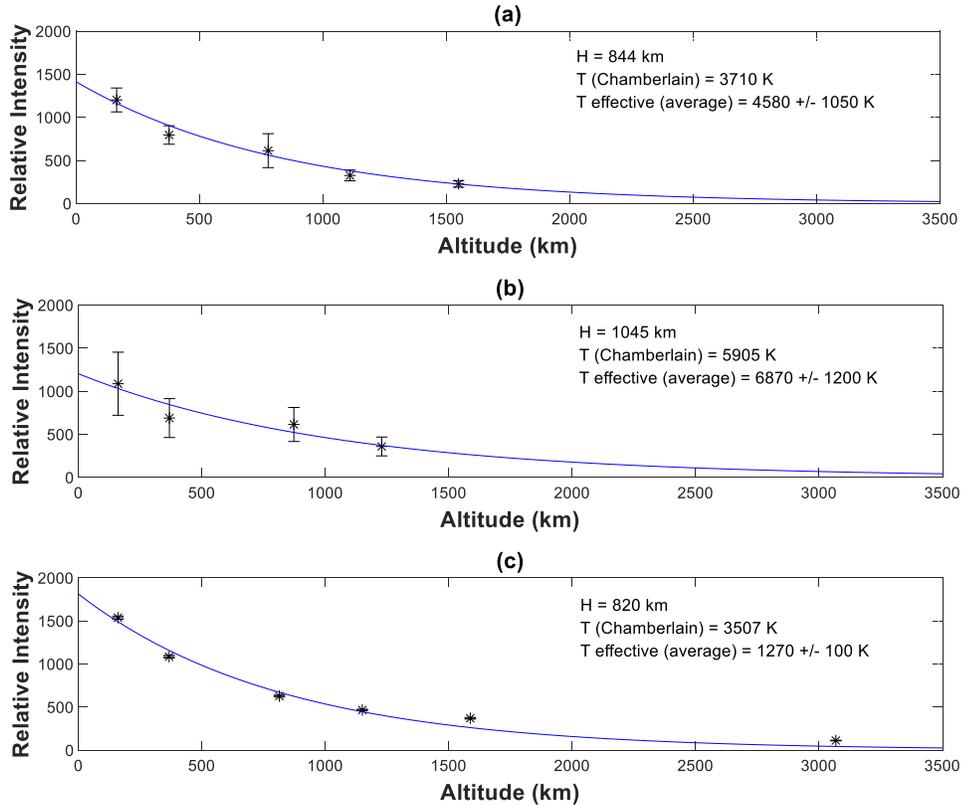 (a)
2000
1500
1000
500
0
Relative Intensity
H = 844 km
T (Chamberlain) = 3710 K
T effective (average) = 4580 +/- 1050 K
0 500 1000 1500 2000 2500 3000 3500
Altitude (km)
(b)
2000
1500
1000
500
0
Relative Intensity
H = 1045 km
T (Chamberlain) = 5905 K
T effective (average) = 6870 +/- 1200 K
0 500 1000 1500 2000 2500 3000 3500
Altitude (km)
(c)
2000
1500
1000
500
0
Relative Intensity
H = 820 km
T (Chamberlain) = 3507 K
T effective (average) = 1270 +/- 100 K
0 500 1000 1500 2000 2500 3000 3500
Altitude (km)